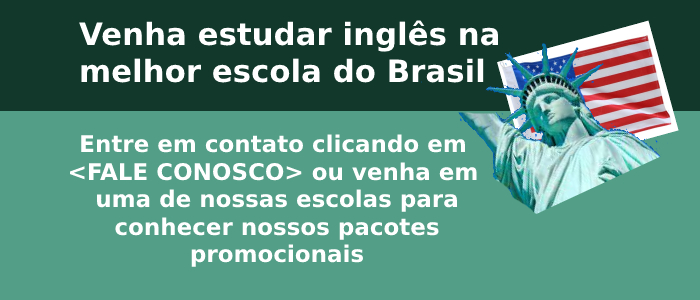 Venha estudar inglês na
melhor escola do Brasil
Entre em contato clicando em
<FALE CONOSCO> ou venha em
uma de nossas escolas para
conhecer nossos pacotes
promocionais